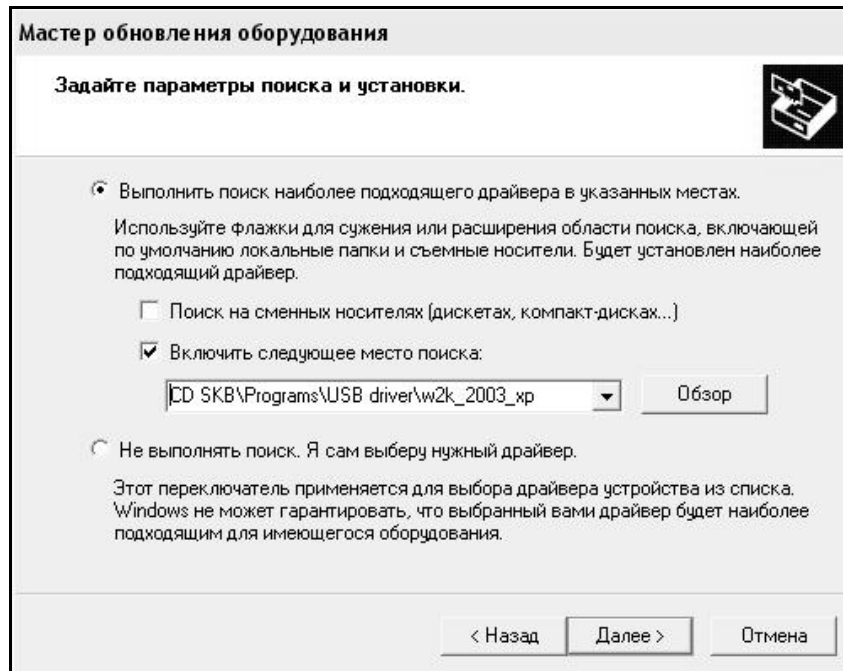 Мастер обновления оборудования
Задайте параметры поиска и установки.
Выполнить поиск наиболее подходящего драйвера в указанных местах.
Используйте флажки для сужения или расширения области поиска, включающей
по умолчанию локальные папки и съемные носители. Будет установлен наиболее
подходящий драйвер.
Поиск на сменных носителях (дискетах, компакт-дисках...)
Включить следующее место поиска:
CD SKB\Programs\USB driver\w2k_2003_xp
Обзор
Не выполнять поиск. Я сам выберу нужный драйвер.
Этот переключатель применяется для выбора драйвера устройства из списка.
Windows не может гарантировать, что выбранный вами драйвер будет наиболее
подходящим для имеющегося оборудования.
< Назад
Далее >
Отмена